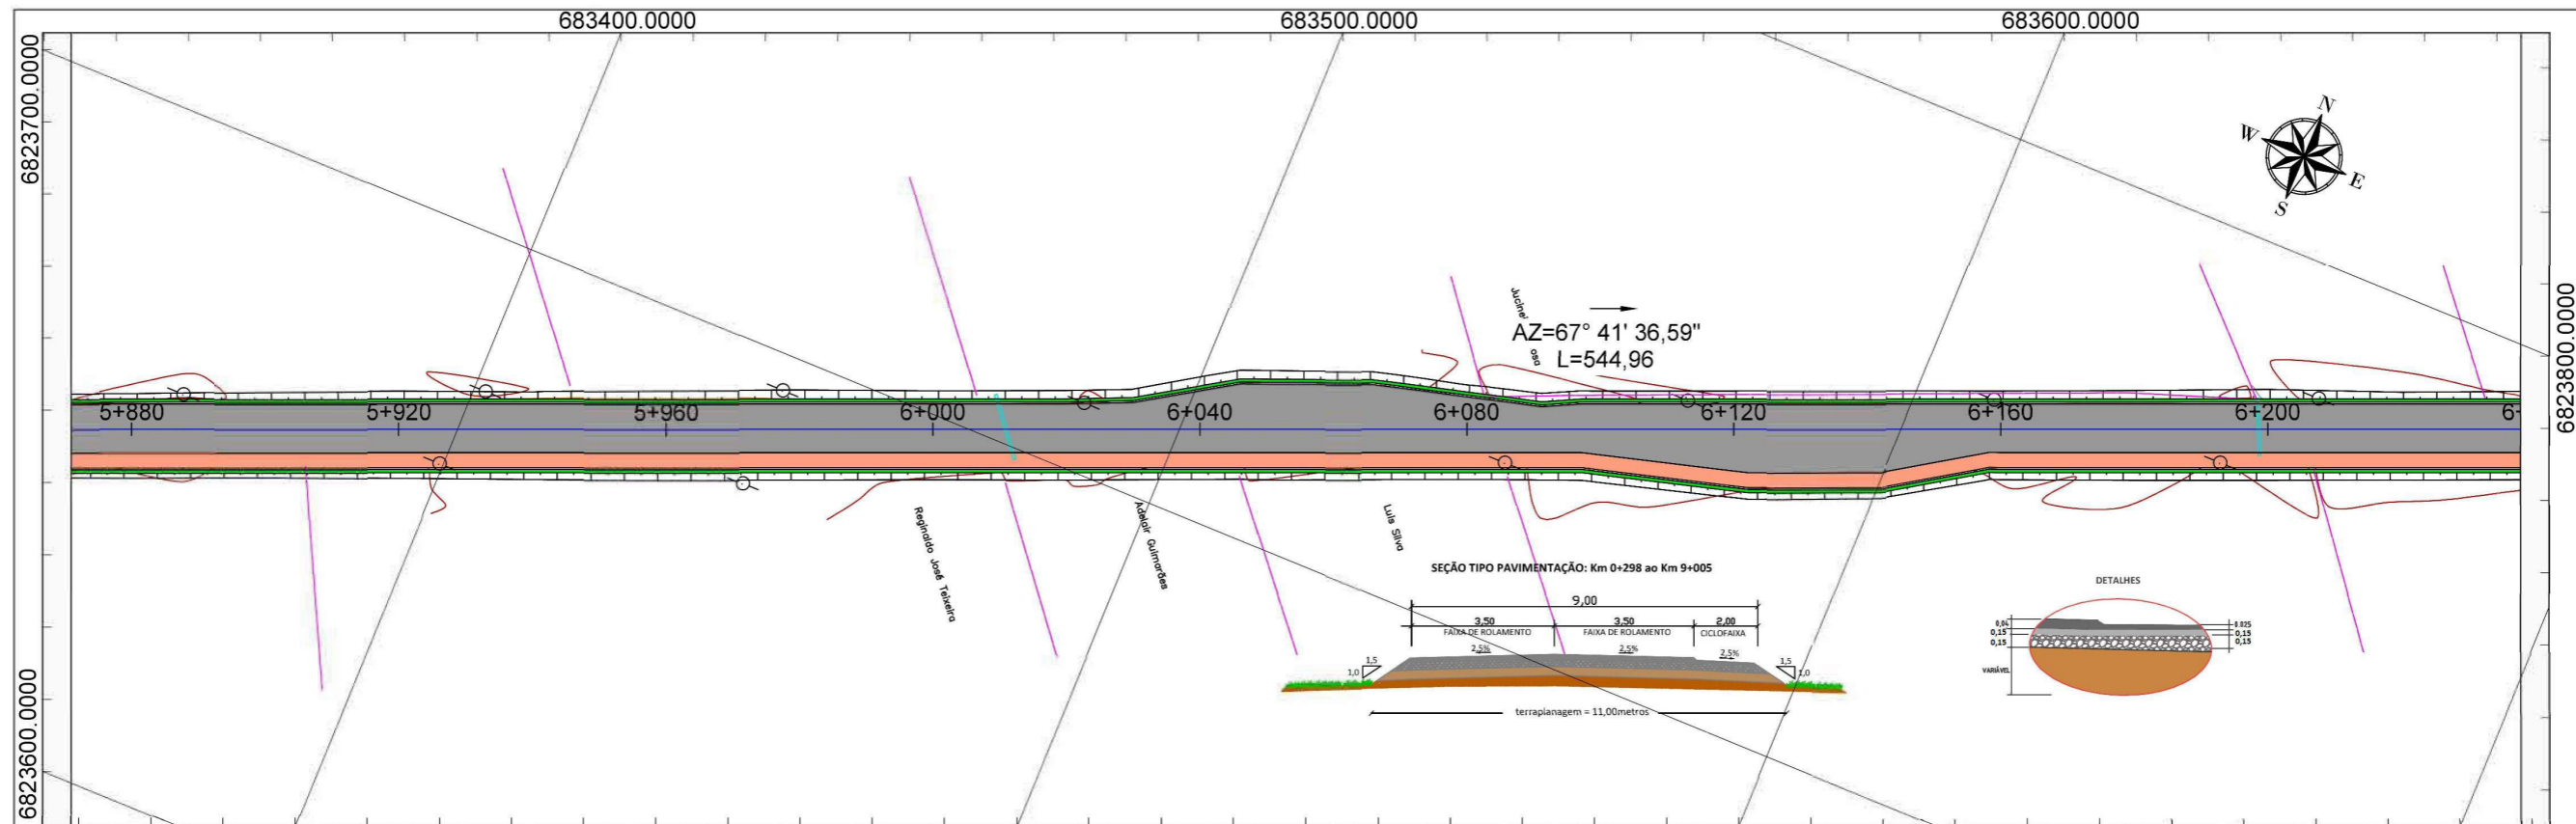 683400.0000
683500.0000
683600.0000
6823700.0000
6823800.0000
6823600.0000
N
W
E
S
AZ=67° 41' 36,59"
L=544,96
5+880
5+920
5+960
6+000
6+040
6+080
6+120
6+160
6+200
6+
Reginaldo José Teixeira
Adelair Guimarães
Luis Silva
SEÇÃO TIPO PAVIMENTAÇÃO: Km 0+298 ao Km 9+005
9,00
3,50
3,50
2,00
FAIXA DE ROLAMENTO
FAIXA DE ROLAMENTO
CICLOFAIXA
2,5%
2,5%
2,5%
1,5
1,0
1,5
1,0
terraplanagem = 11,00metros
DETALHES
0,04
0,15
0,15
VARIÁVEL
0.025
0,15
0,15